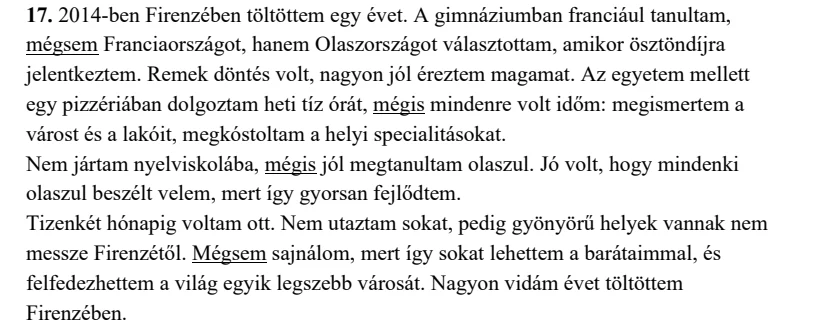 17. 2014-ben Firenzében töltöttem egy évet. A gimnáziumban franciául tanultam,
mégsem Franciaországot, hanem Olaszországot választottam, amikor ösztöndíjra
jelentkeztem. Remek döntés volt, nagyon jól éreztem magamat. Az egyetem mellett
egy pizzériában dolgoztam heti tíz órát, mégis mindenre volt időm: megismertem a
várost és a lakóit, megkóstoltam a helyi specialitásokat.
Nem jártam nyelviskolába, mégis jól megtanultam olaszul. Jó volt, hogy mindenki
olaszul beszélt velem, mert így gyorsan fejlődtem.
Tizenkét hónapig voltam ott. Nem utaztam sokat, pedig gyönyörű helyek vannak nem
messze Firenzétől. Mégsem sajnálom, mert így sokat lehettem a barátaimmal, és
felfedezhettem a világ egyik legszebb városát. Nagyon vidám évet töltöttem
Firenzében.